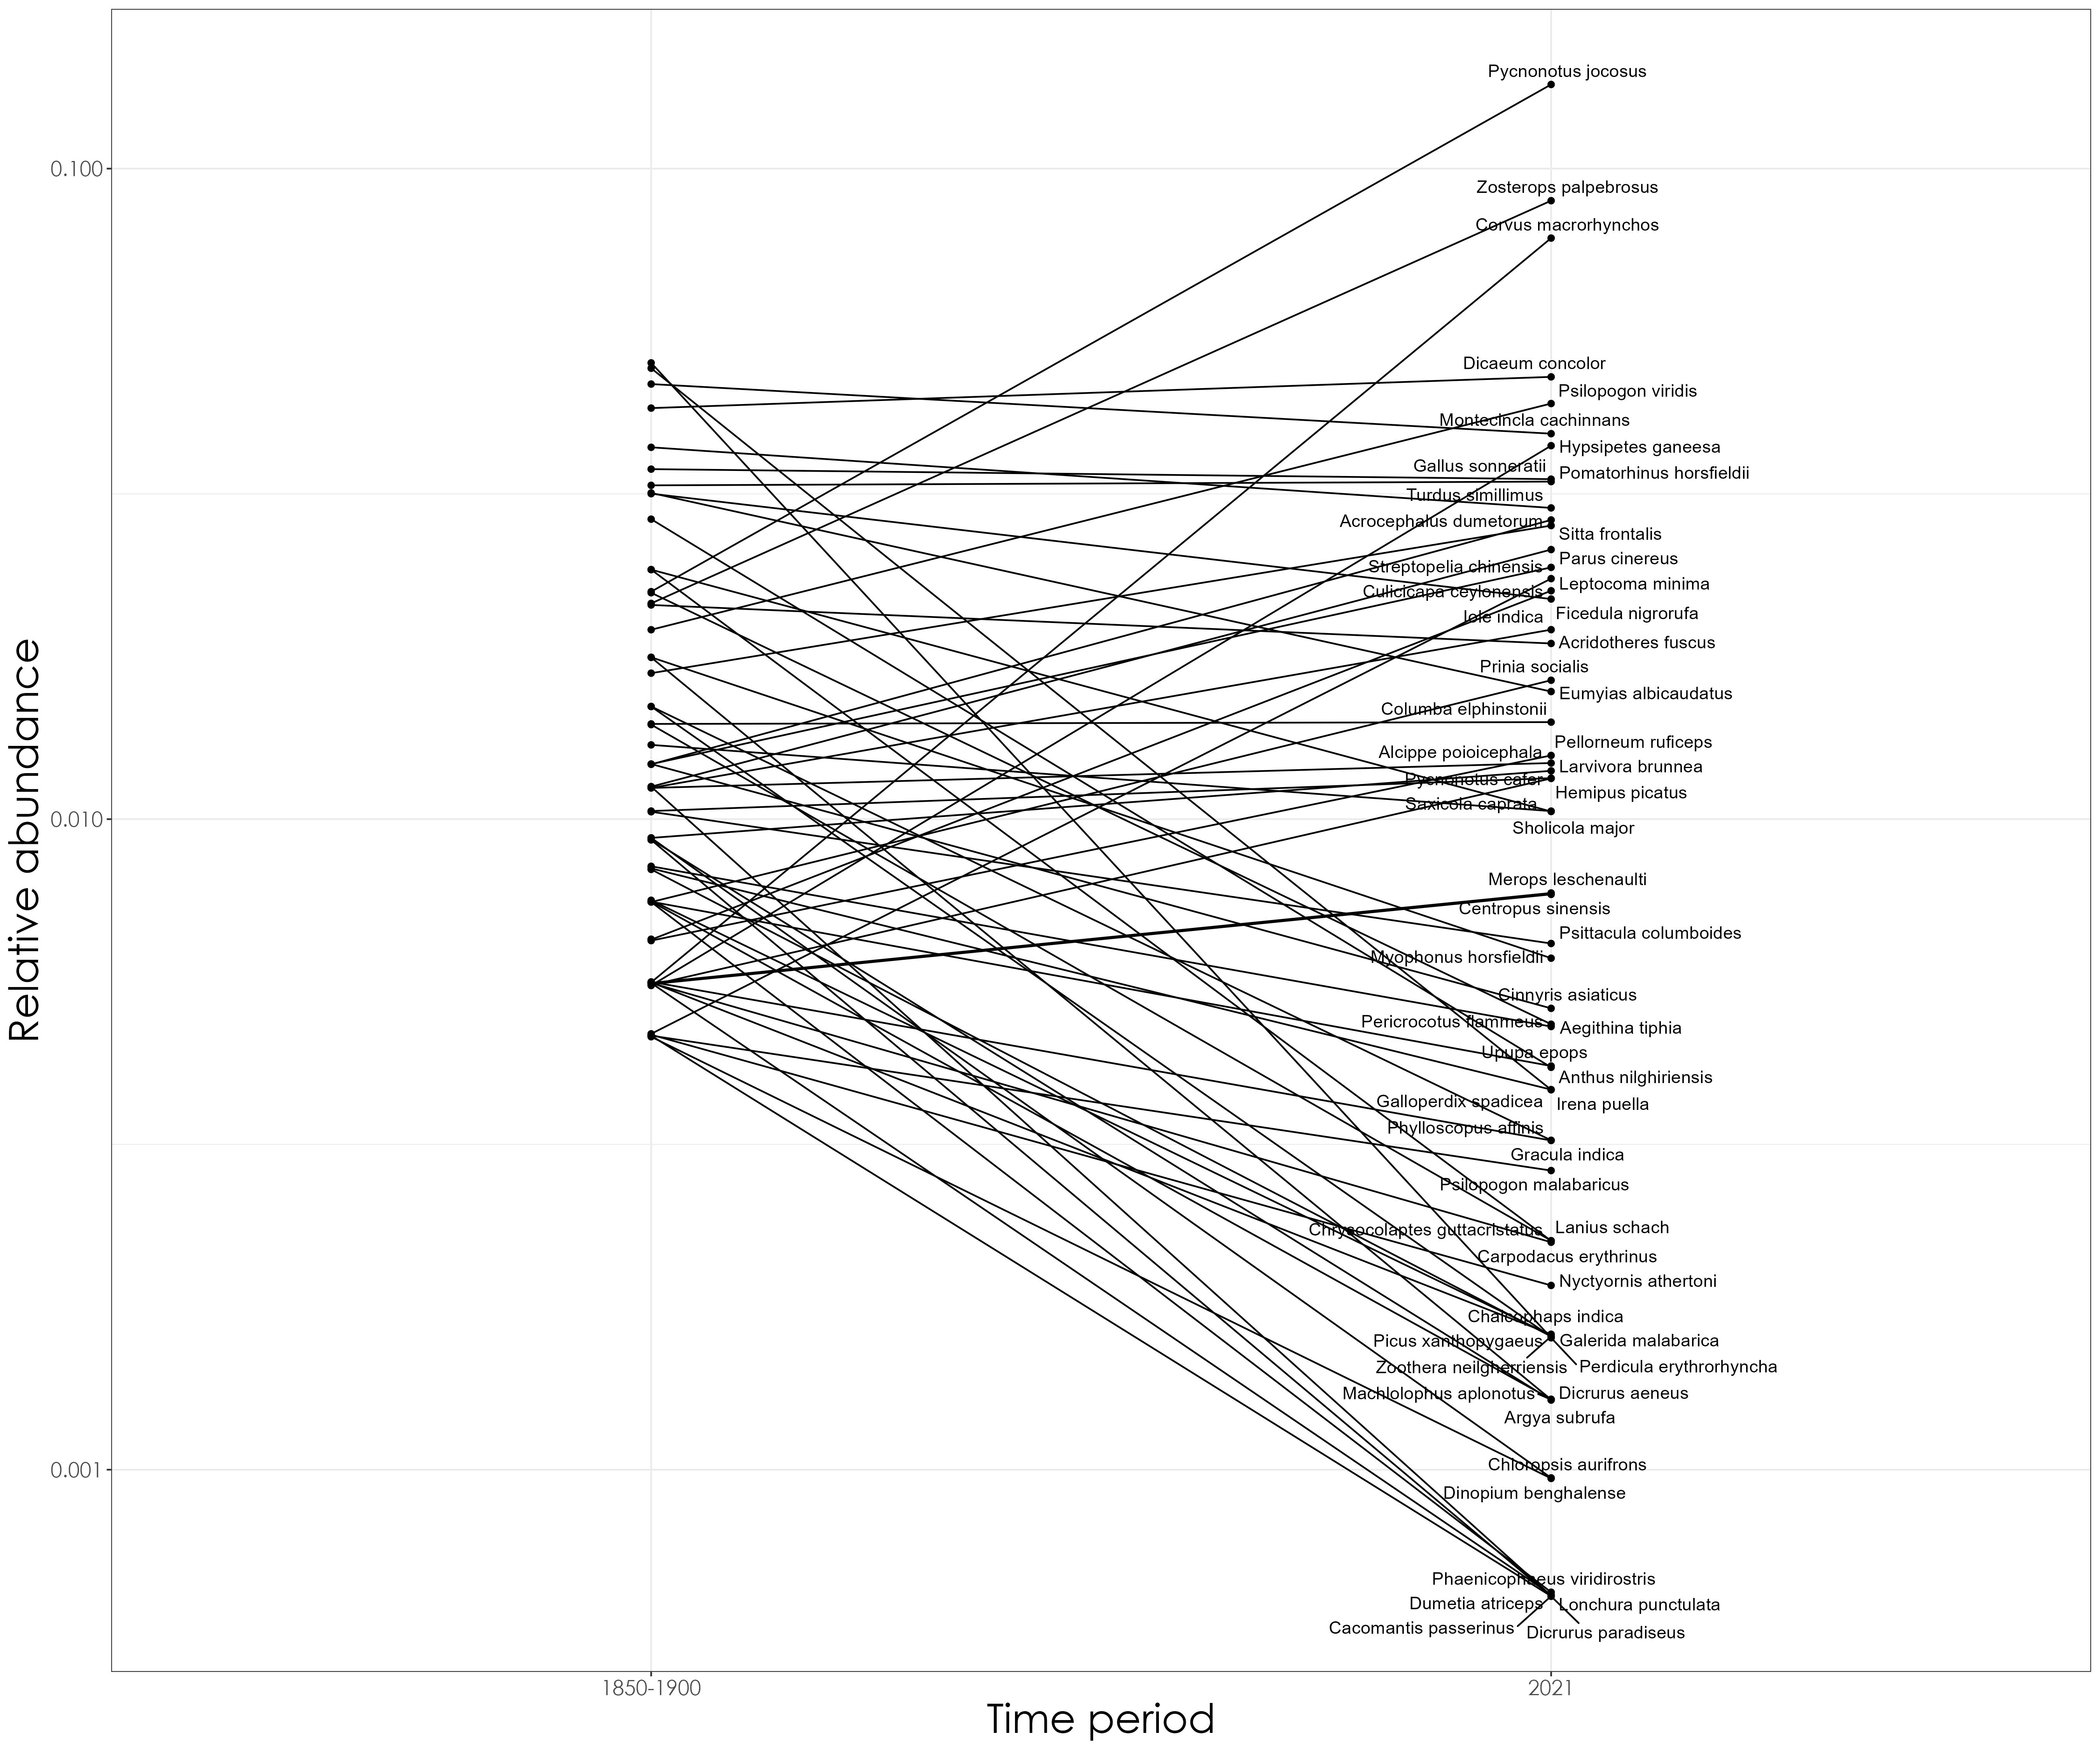 Pycnonotus jocosus
0.100
Zosterops palpebrosus
Corvus macrorhynchos
Dicaeum concolor
Psilopogon viridis
Montecincla cachinnans
Hypsipetes ganeesa
Gallus sonneratii
Pomatorhinus horsfieldii
Turdus simillimus
Acrocephalus dumetorum
Sitta frontalis
Parus cinereus
Streptopelia chinensis
Leptocoma minima
Culicicapa ceylonensis
Iole indica
Ficedula nigrorufa
Acridotheres fuscus
Prinia socialis
Eumyias albicaudatus
Columba elphinstonii
Pellorneum ruficeps
Alcippe poioicephala
Larvivora brunnea
Pycnonotus cafer
Hemipus picatus
Saxicola caprata
0.010
Sholicola major
Merops leschenaulti
Centropus sinensis
Psittacula columboides
Myophonus horsfieldii
Cinnyris asiaticus
Pericrocotus flammeus
Aegithina tiphia
Upupa epops
Anthus nilghiriensis
Galloperdix spadicea
Irena puella
Phylloscopus affinis
Gracula indica
Psilopogon malabaricus
Chrysocolaptes guttacristatus
Lanius schach
Carpodacus erythrinus
Nyctyornis athertoni
Chalcophaps indica
Picus xanthopygaeus
Galerida malabarica
Zoothera neilgherriensis
Perdicula erythrorhyncha
Machlolophus aplonotus
Dicrurus aeneus
Argya subrufa
Chloropsis aurifrons
0.001
Dinopium benghalense
Phaenicophaeus viridirostris
Dumetia atriceps
Lonchura punctulata
Cacomantis passerinus
Dicrurus paradiseus
1850-1900
2021
Time period
Relative abundance